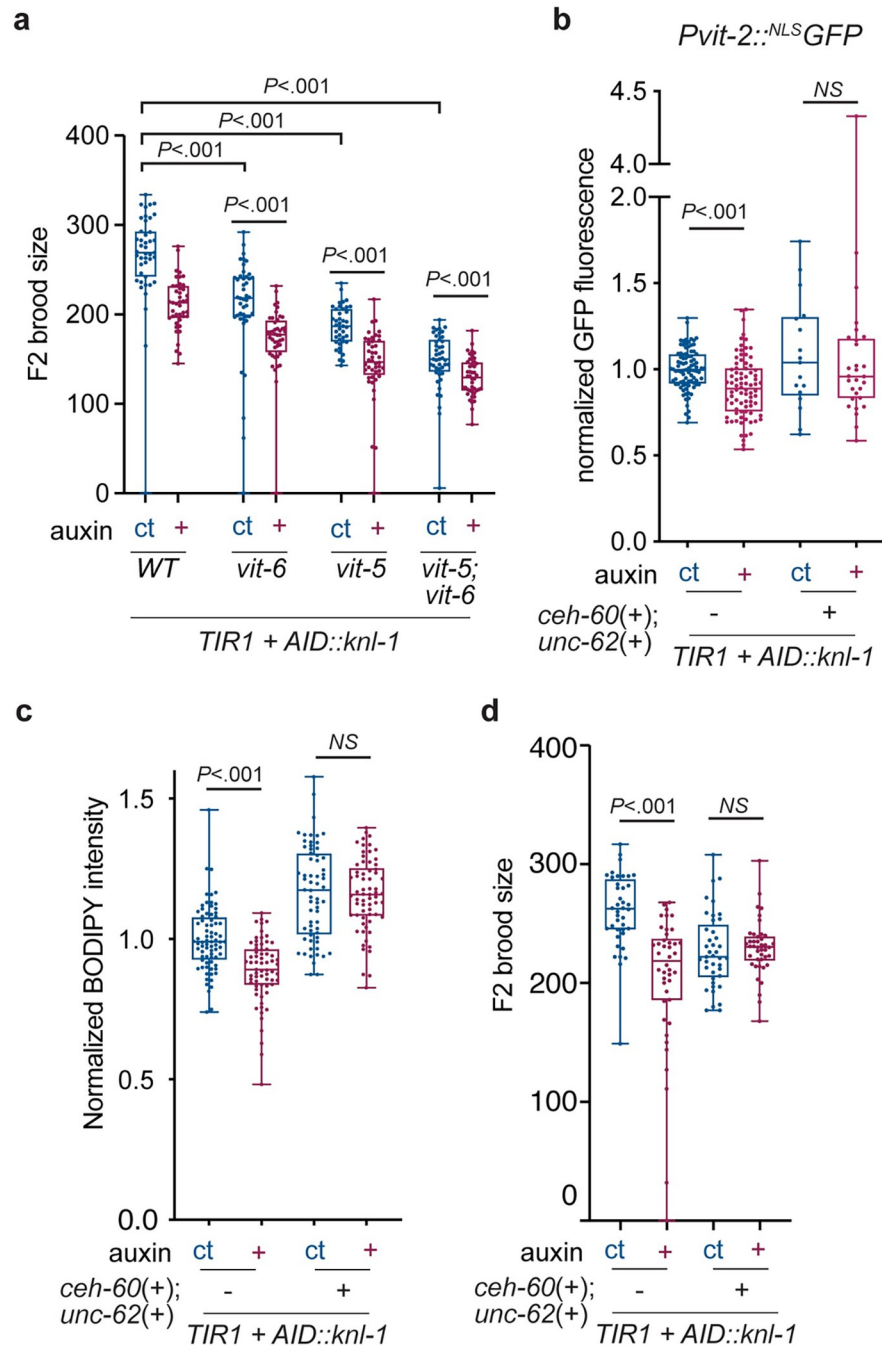 a
P<.001
P<.001
P<.001
P<.001
P<.001
P<.001
F2 brood size
400
300
200
100
0
auxin ct + ct + ct + ct +
WT vit-6 vit-5 vit-5;
vit-6
TIR1 + AID::knl-1
b
Pvit-2::NLSGFP
NS
P<.001
normalized GFP fluorescence
4.5
4.0
2.0
1.5
1.0
0.5
0.0
auxin ct + ct +
ceh-60(+); - +
unc-62(+)
TIR1 + AID::knl-1
c
NS
P<.001
Normalized BODIPY intensity
1.5
1.0
0.5
0.0
auxin ct + ct +
ceh-60(+); - +
unc-62(+)
TIR1 + AID::knl-1
d
P<.001 NS
F2 brood size
400
300
200
100
0
auxin ct + ct +
ceh-60(+); - +
unc-62(+)
TIR1 + AID::knl-1